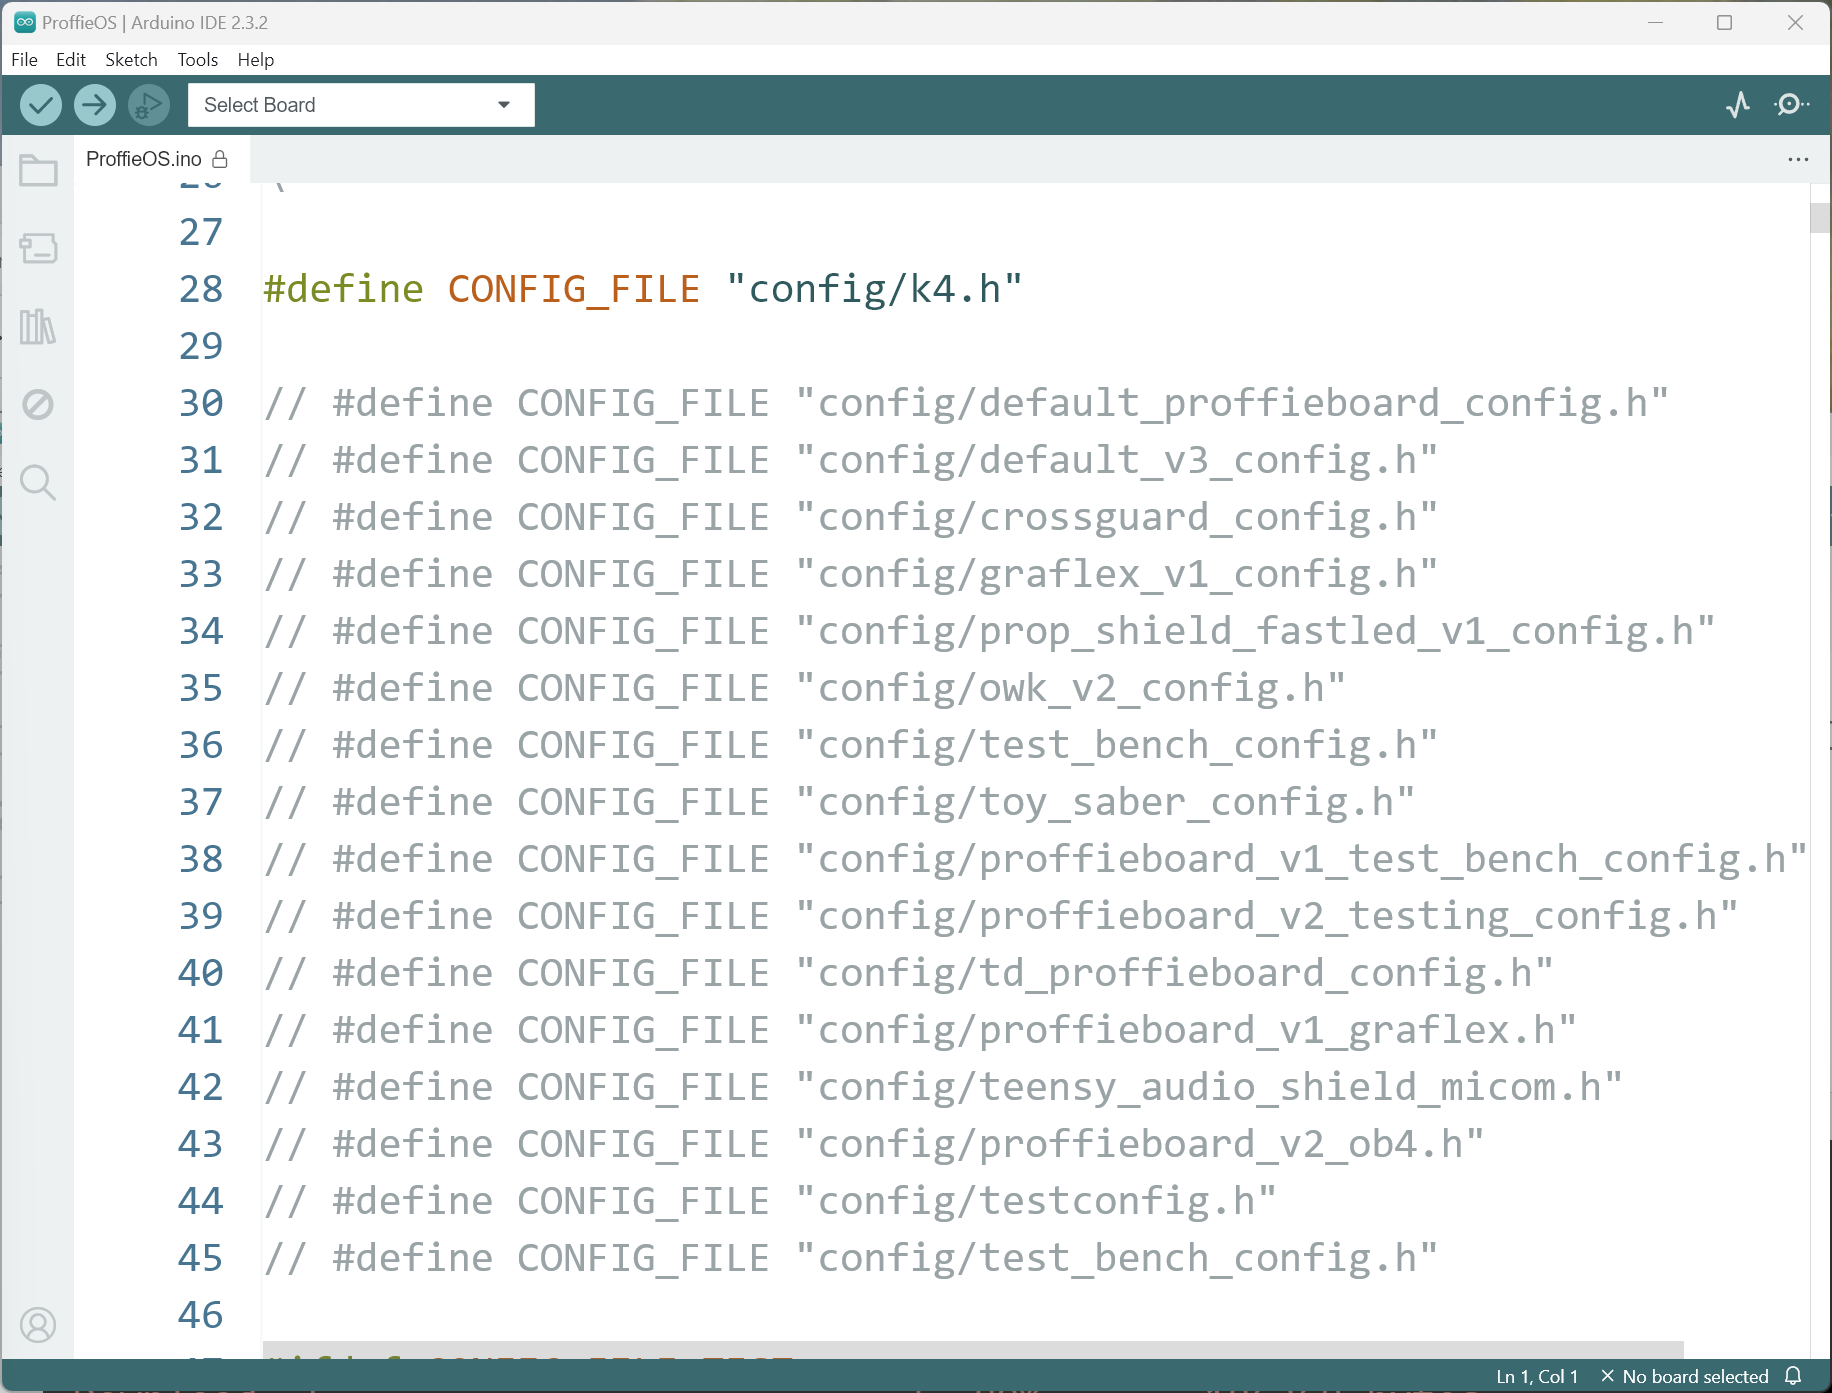 ProffieOS | Arduino IDE 2.3.2
File Edit Sketch Tools Help
Select Board
ProffieOS.ino
26
27
28 #define CONFIG_FILE "config/k4.h"
29
30 // #define CONFIG_FILE "config/default_proffieboard_config.h"
31 // #define CONFIG_FILE "config/default_v3_config.h"
32 // #define CONFIG_FILE "config/crossguard_config.h"
33 // #define CONFIG_FILE "config/graflex_v1_config.h"
34 // #define CONFIG_FILE "config/prop_shield_fastled_v1_config.h"
35 // #define CONFIG_FILE "config/owk_v2_config.h"
36 // #define CONFIG_FILE "config/test_bench_config.h"
37 // #define CONFIG_FILE "config/toy_saber_config.h"
38 // #define CONFIG_FILE "config/proffieboard_v1_test_bench_config.h"
39 // #define CONFIG_FILE "config/proffieboard_v2_testing_config.h"
40 // #define CONFIG_FILE "config/td_proffieboard_config.h"
41 // #define CONFIG_FILE "config/proffieboard_v1_graflex.h"
42 // #define CONFIG_FILE "config/teensy_audio_shield_micom.h"
43 // #define CONFIG_FILE "config/proffieboard_v2_ob4.h"
44 // #define CONFIG_FILE "config/testconfig.h"
45 // #define CONFIG_FILE "config/test_bench_config.h"
46
47 #ifdef CONFIG_FILE_TEST
Ln 1, Col 1 × No board selected